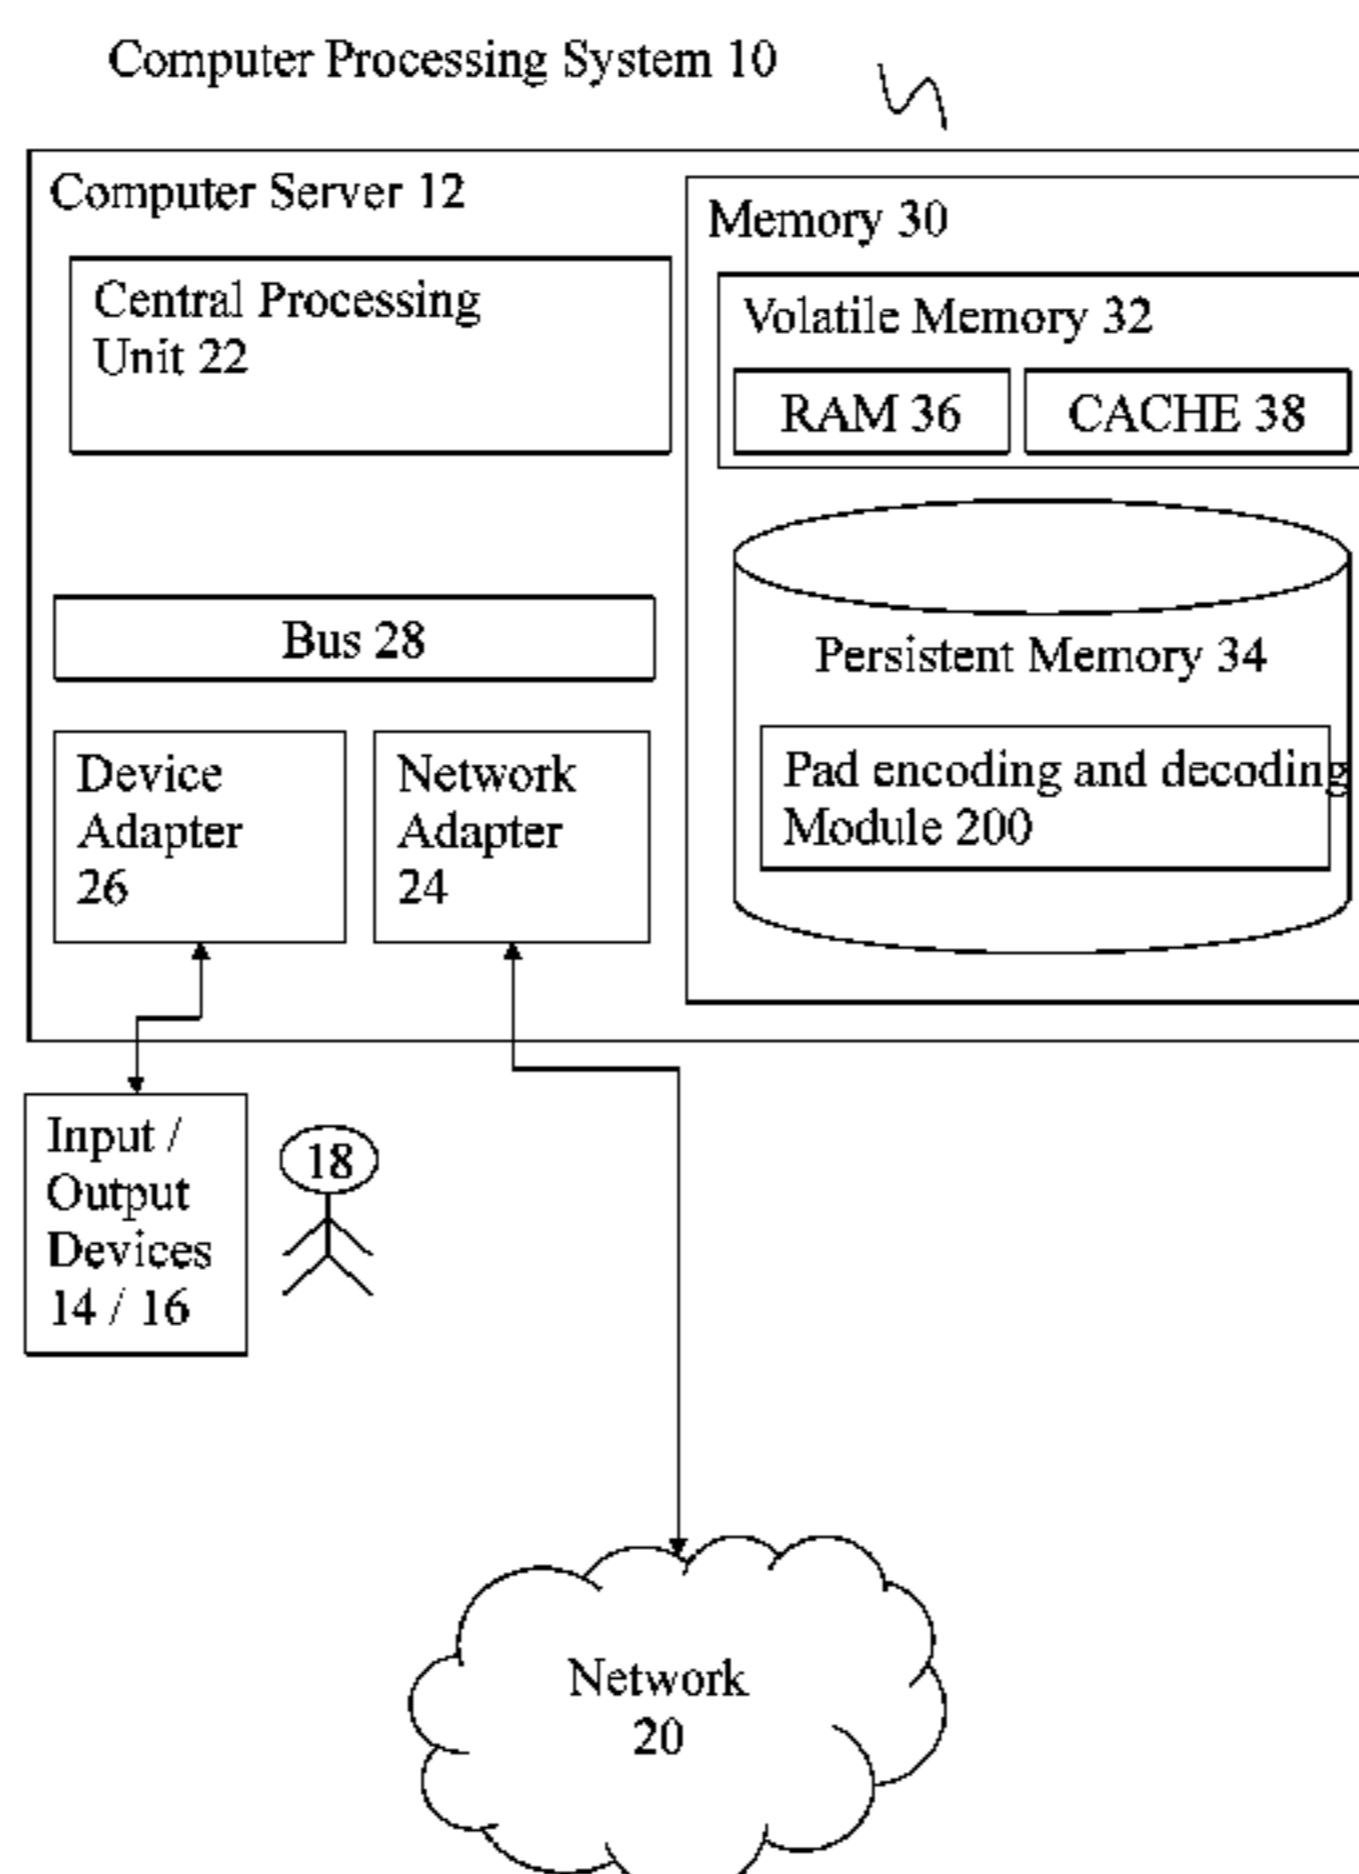 Computer Processing System 10
Computer Server 12
Central Processing
Unit 22
Bus 28
Device
Adapter
26
Network
Adapter
24
Memory 30
Volatile Memory 32
RAM 36
CACHE 38
Persistent Memory 34
Pad encoding and decoding
Module 200
Input /
Output
Devices
14 / 16
18
Network
20